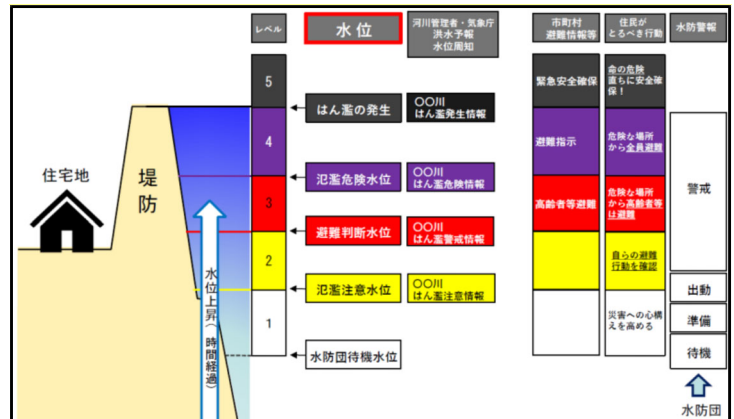 レベル
水位
河川管理者・気象庁
洪水予報
水位周知
市町村
避難情報等
住民が
とるべき行動
水防警報
5
はん濫の発生
〇〇川
はん濫発生情報
緊急安全確保
命の危険
直ちに安全確
保！
4
氾濫危険水位
〇〇川
はん濫危険情報
避難指示
危険な場所
から全員避難
3
避難判断水位
〇〇川
はん濫警戒情報
高齢者等避難
危険な場所
から高齢者等
は避難
警戒
2
氾濫注意水位
〇〇川
はん濫注意情報
自らの避難
行動を確認
出動
1
水防団待機水位
災害への心構
えを高める
準備
待機
水防団
住宅地
堤防
水位上昇（時間経過）